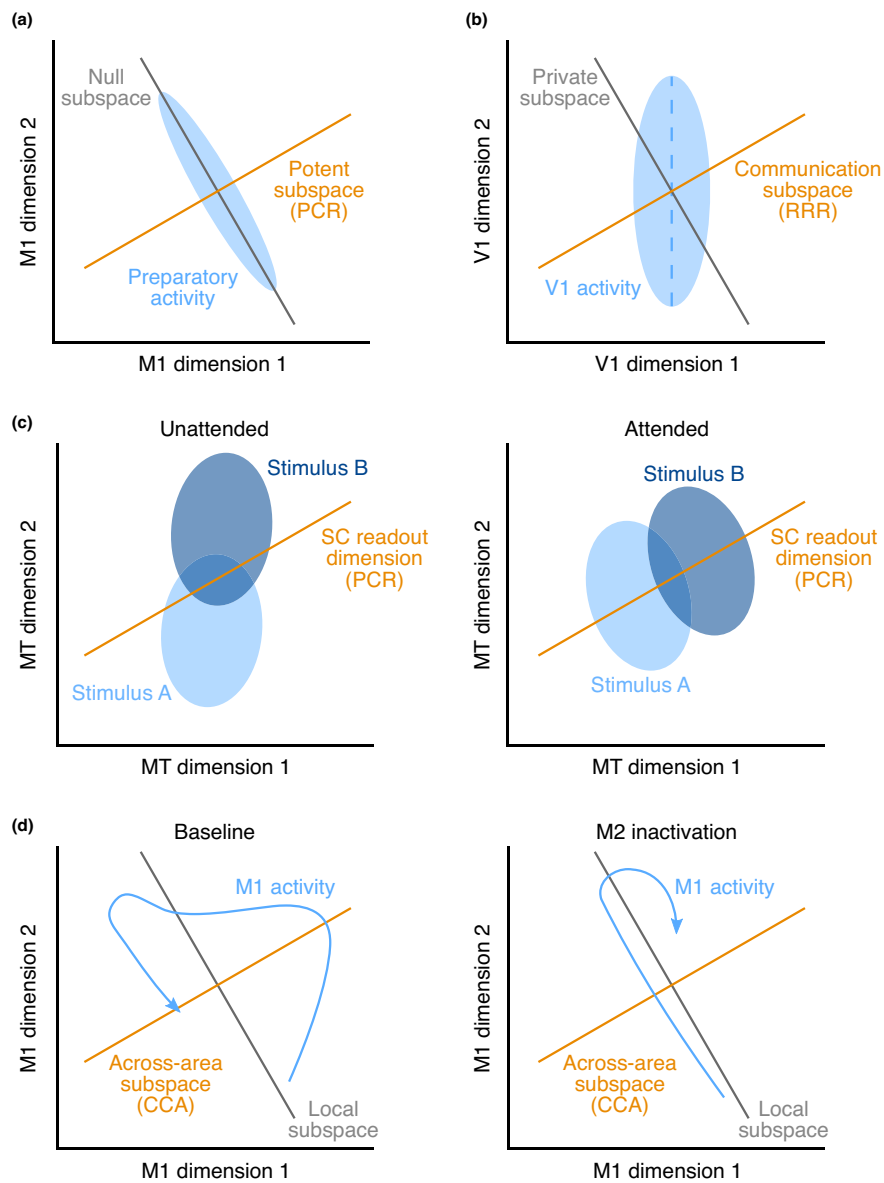 (a)
Null
subspace
Potent
subspace
(PCR)
Preparatory
activity
M1 dimension 2
M1 dimension 1
(b)
Private
subspace
Communication
subspace
(RRR)
V1 activity
V1 dimension 2
V1 dimension 1
(c)
Unattended
Stimulus B
SC readout
dimension
(PCR)
Stimulus A
MT dimension 2
MT dimension 1
Attended
Stimulus B
SC readout
dimension
(PCR)
Stimulus A
MT dimension 2
MT dimension 1
(d)
Baseline
M1 activity
Across-area
subspace
(CCA)
Local
subspace
M1 dimension 2
M1 dimension 1
M2 inactivation
M1 activity
Across-area
subspace
(CCA)
Local
subspace
M1 dimension 2
M1 dimension 1